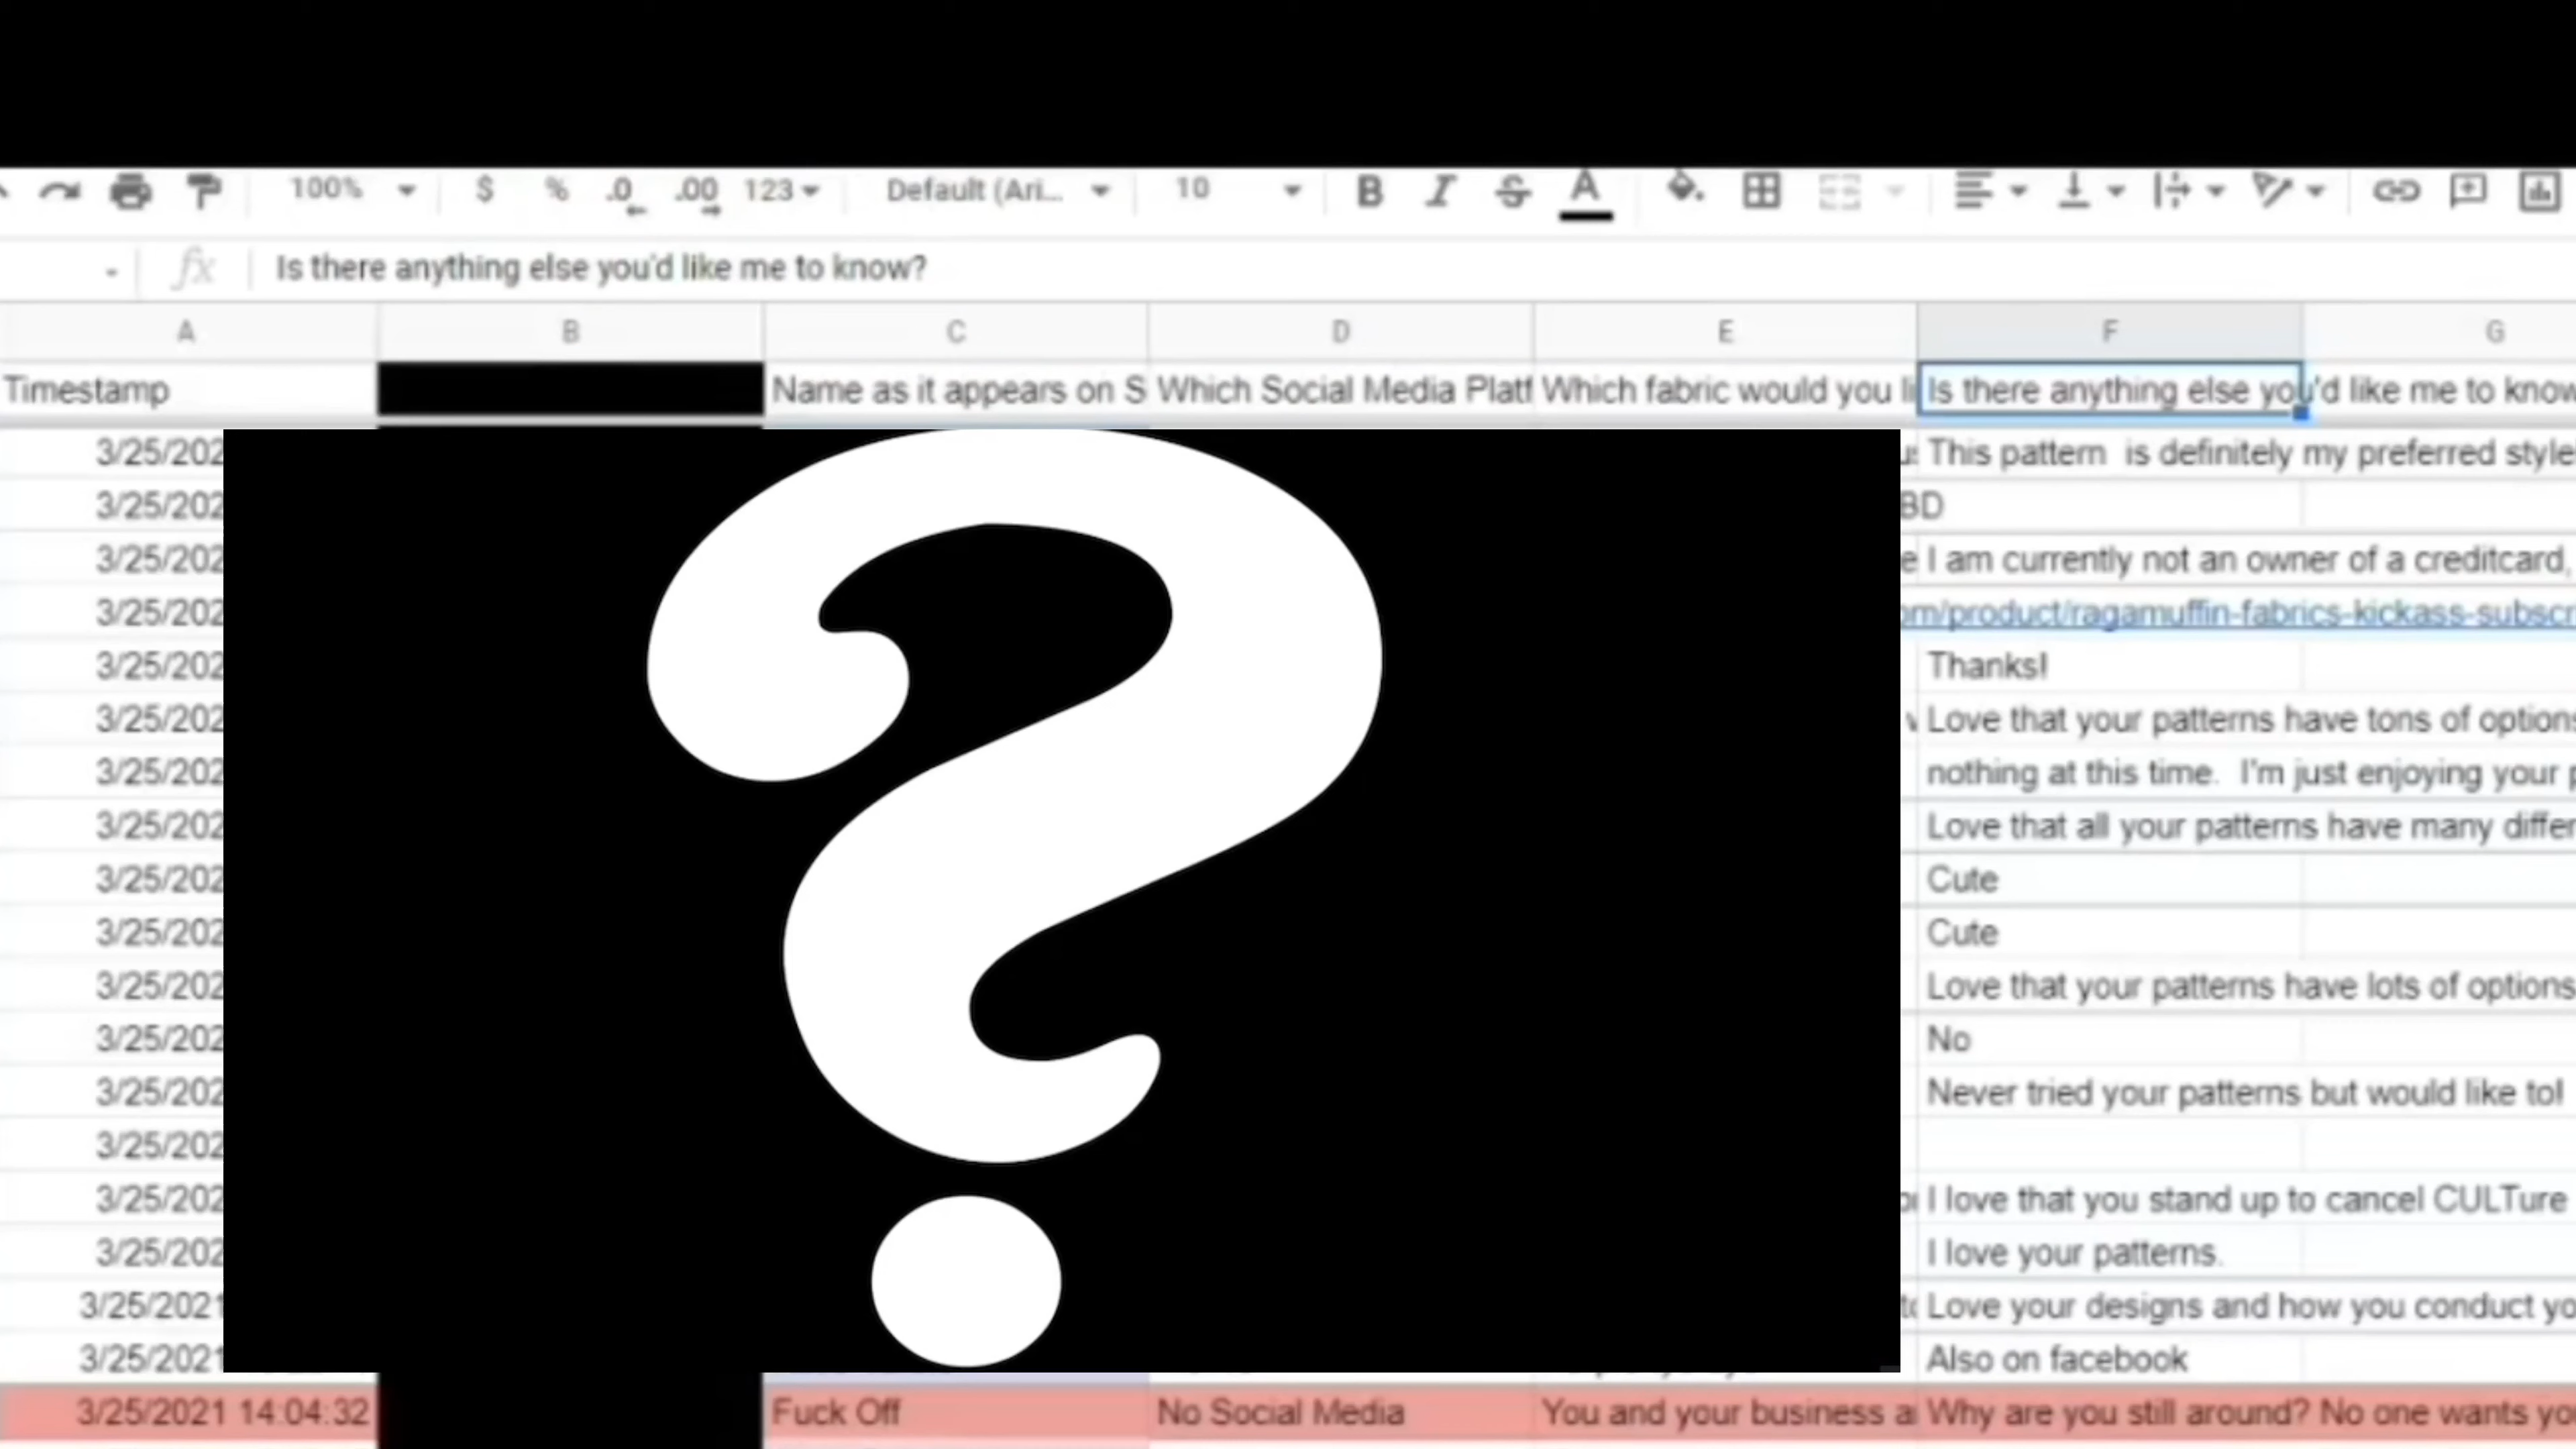 100% $ % .0 .00 123 Default (Ari... 10 B I S A
fx Is there anything else you'd like me to know?
A B C D E F G
Timestamp Name as it appears on S Which Social Media Platf Which fabric would you li Is there anything else you'd like me to know
3/25/202 This pattern is definitely my preferred style
3/25/202 BD
3/25/202 e I am currently not an owner of a creditcard,
3/25/202 om/product/ragamuffin-fabrics-kickass-subscr
3/25/202 Thanks!
3/25/202 Love that your patterns have tons of options
3/25/202 nothing at this time. I'm just enjoying your p
3/25/202 Love that all your patterns have many differ
3/25/202 Cute
3/25/202 Cute
3/25/202 Love that your patterns have lots of options
3/25/202 No
3/25/202 Never tried your patterns but would like to!
3/25/202
3/25/202 I love that you stand up to cancel CULTure
3/25/202 I love your patterns.
3/25/2021 Love your designs and how you conduct yo
3/25/2021 Also on facebook
3/25/2021 14:04:32 Fuck Off No Social Media You and your business a Why are you still around? No one wants yo
?